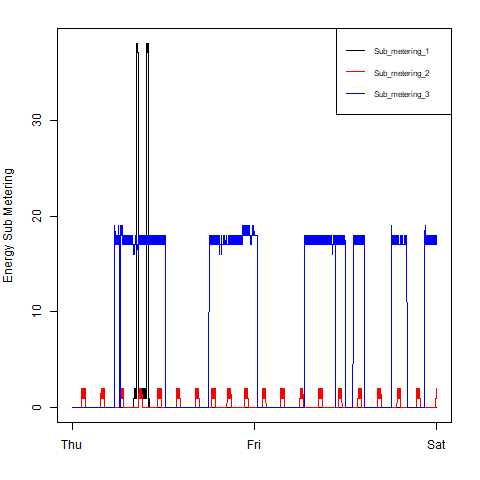 Sub_metering_1
Sub_metering_2
Sub_metering_3
Energy Sub Metering
30
20
10
0
Thu Fri Sat